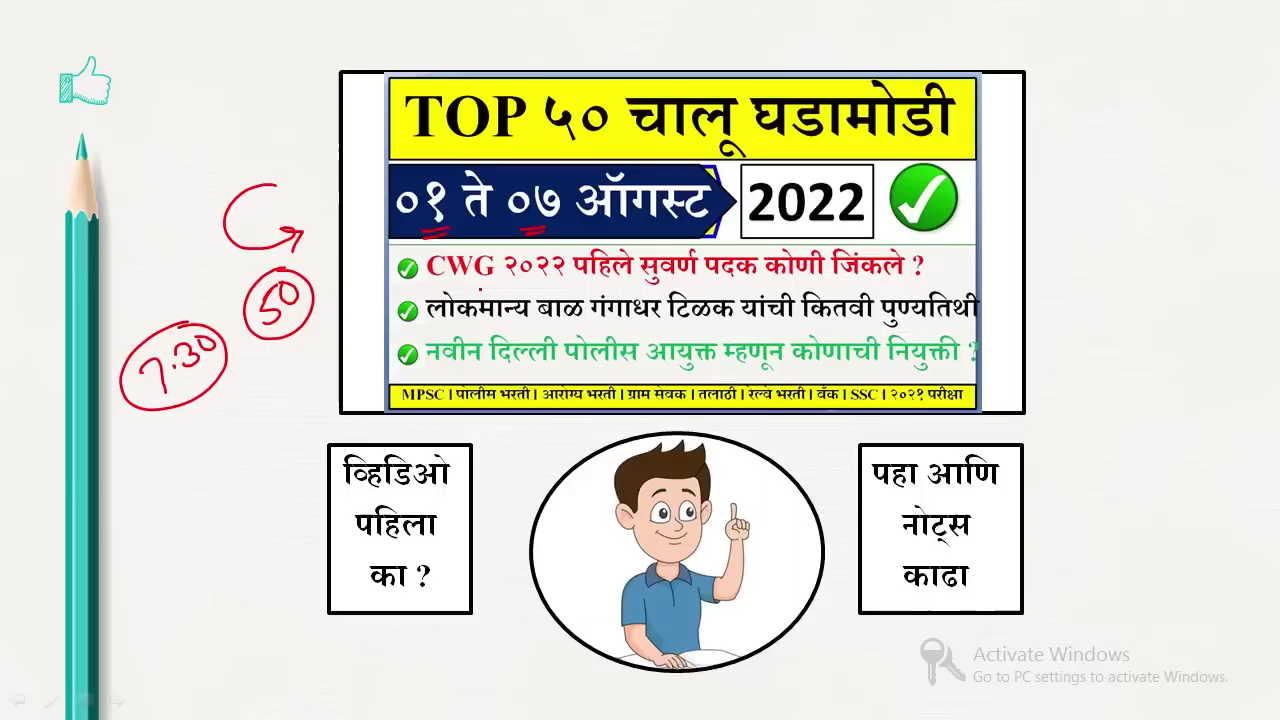 TOP ५० चालू घडामोडी
०१ ते ०७ ऑगस्ट 2022
CWG २०२२ पहिले सुवर्ण पदक कोणी जिंकले ?
लोकमान्य बाळ गंगाधर टिळक यांची कितवी पुण्यतिथी
नवीन दिल्ली पोलीस आयुक्त म्हणून कोणाची नियुक्ती ?
MPSC । पोलीस भरती । आरोग्य भरती । ग्राम सेवक । तलाठी । रेल्वे भरती । बँक । SSC । २०२१ परीक्षा
50
7.30
व्हिडिओ
पहिला
का ?
पहा आणि
नोट्स
काढा
Activate Windows
Go to PC settings to activate Windows.